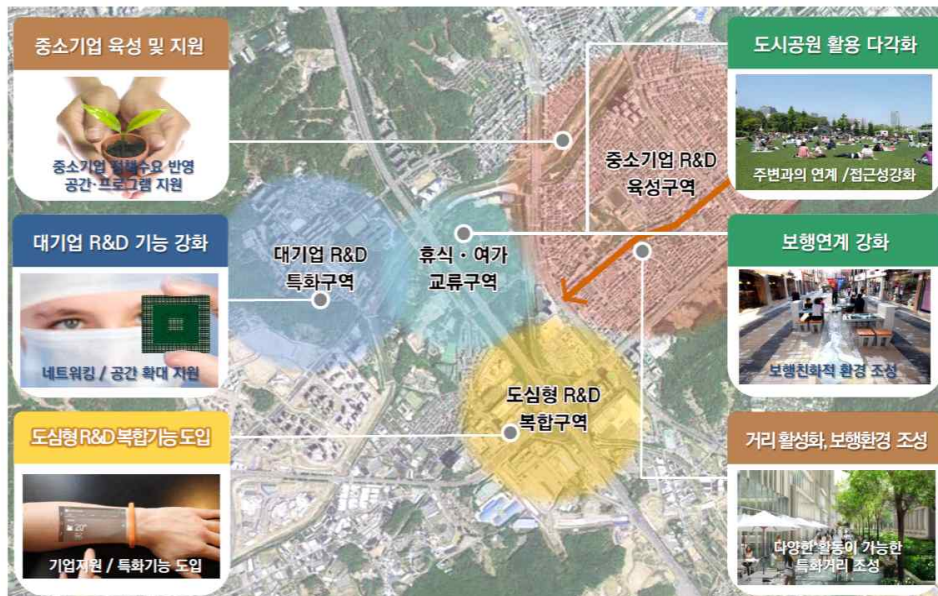 중소기업 육성 및 지원
중소기업 정책수요 반영
공간·프로그램 지원
대기업 R&D 기능 강화
네트워킹 / 공간 확대 지원
도심형 R&D 복합기능 도입
기업지원 / 특화기능 도입
중소기업 R&D
육성구역
대기업 R&D
특화구역
휴식 · 여가
교류구역
도심형 R&D
복합구역
도시공원 활용 다각화
주변과의 연계 /접근성강화
보행연계 강화
보행친화적 환경 조성
거리 활성화, 보행환경 조성
다양한 활동이 가능한
특화거리 조성